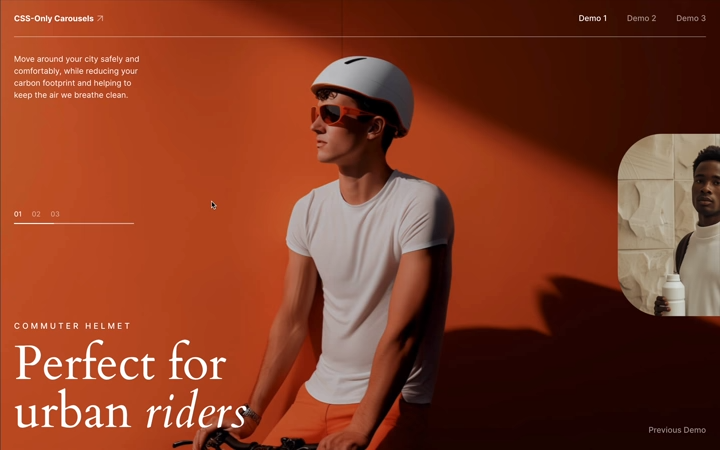 CSS-Only Carousels ↗
Demo 1 Demo 2 Demo 3
Move around your city safely and
comfortably, while reducing your
carbon footprint and helping to
keep the air we breathe clean.
01 02 03
COMMUTER HELMET
Perfect for
urban riders
Previous Demo